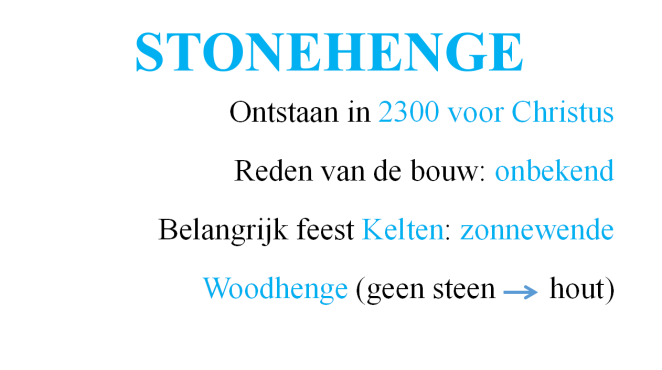 STONEHENGE
Ontstaan in 2300 voor Christus
Reden van de bouw: onbekend
Belangrijk feest Kelten: zonnewende
Woodhenge (geen steen → hout)